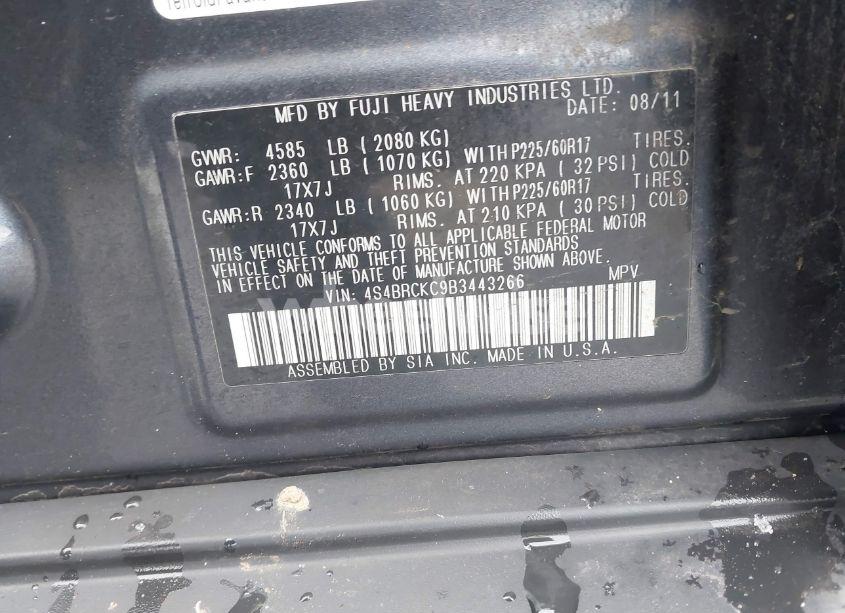 MFD BY FUJI HEAVY INDUSTRIES LTD.
DATE: 08/11
GVWR: 4585 LB ( 2080 KG)
GAWR:F 2360 LB ( 1070 KG) WITH P225/60R17 TIRES.
17X7J RIMS. AT 220 KPA ( 32 PSI) COLD
GAWR:R 2340 LB ( 1060 KG) WITH P225/60R17 TIRES.
17X7J RIMS. AT 210 KPA ( 30 PSI) COLD
THIS VEHICLE CONFORMS TO ALL APPLICABLE FEDERAL MOTOR
VEHICLE SAFETY AND THEFT PREVENTION STANDARDS
IN EFFECT ON THE DATE OF MANUFACTURE SHOWN ABOVE.
VIN: 4S4BRCKC9B3443266 MPV
ASSEMBLED BY SIA INC. MADE IN U.S.A.